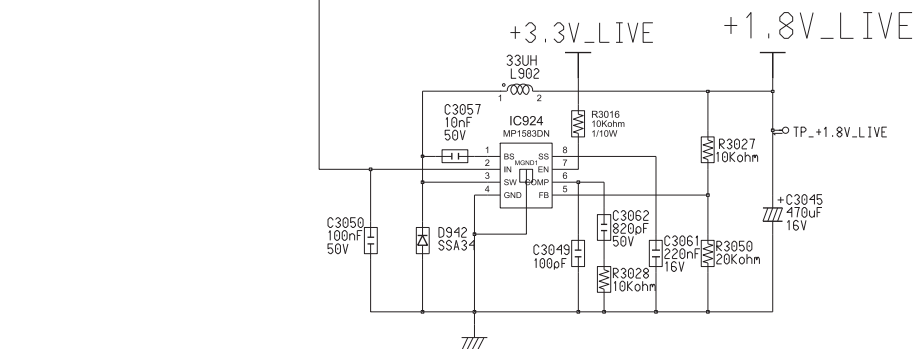 +3.3V_LIVE
+1.8V_LIVE
33UH
L902
1 2
C3057
10nF
50V
IC924
MP1583DN
R3016
10Kohm
1/10W
TP_+1.8V_LIVE
R3027
10Kohm
1 BS SS 8
MGND1
2 IN EN 7
3 SW COMP 6
4 GND FB 5
+C3045
470uF
16V
C3050
100nF
50V
D942
SSA34
C3062
820pF
50V
C3049
100pF
C3061
220nF
16V
R3050
20Kohm
R3028
10Kohm